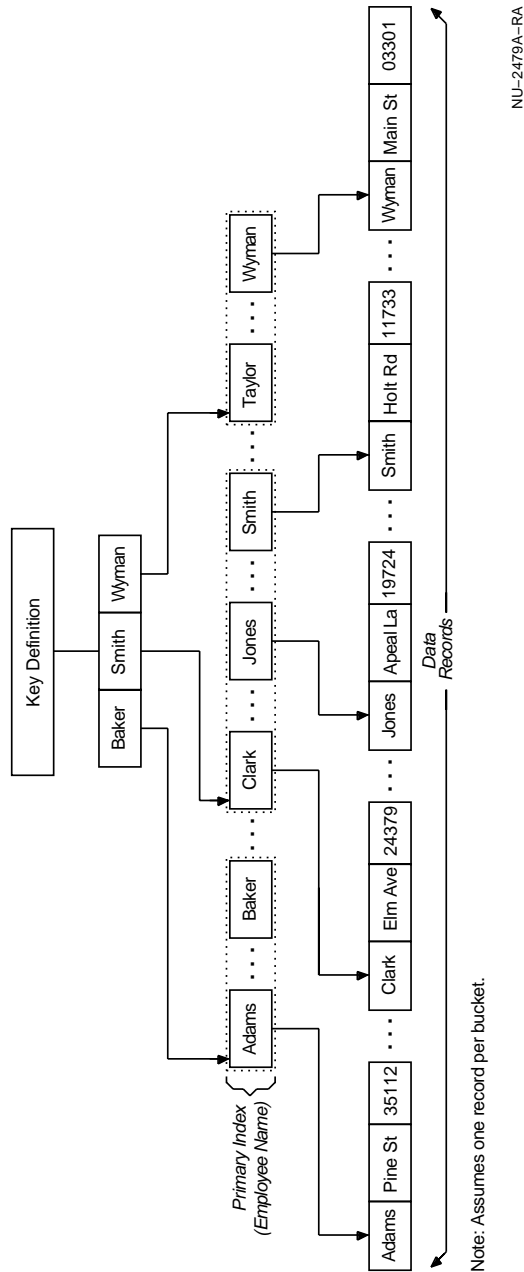 Key Definition
Baker Smith Wyman
Primary Index
(Employee Name)
Adams Baker Clark Jones Smith Taylor Wyman
Adams Pine St 35112 Clark Elm Ave 24379 Jones Apeal La 19724 Smith Holt Rd 11733 Wyman Main St 03301
Data
Records
Note: Assumes one record per bucket.
NU–2479A–RA